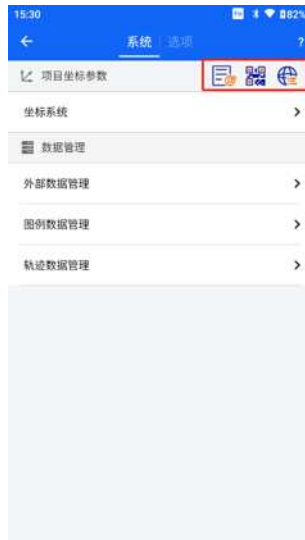 15:30
82%
系统 选项
?
项目坐标参数
坐标系统
数据管理
外部数据管理
图例数据管理
轨迹数据管理